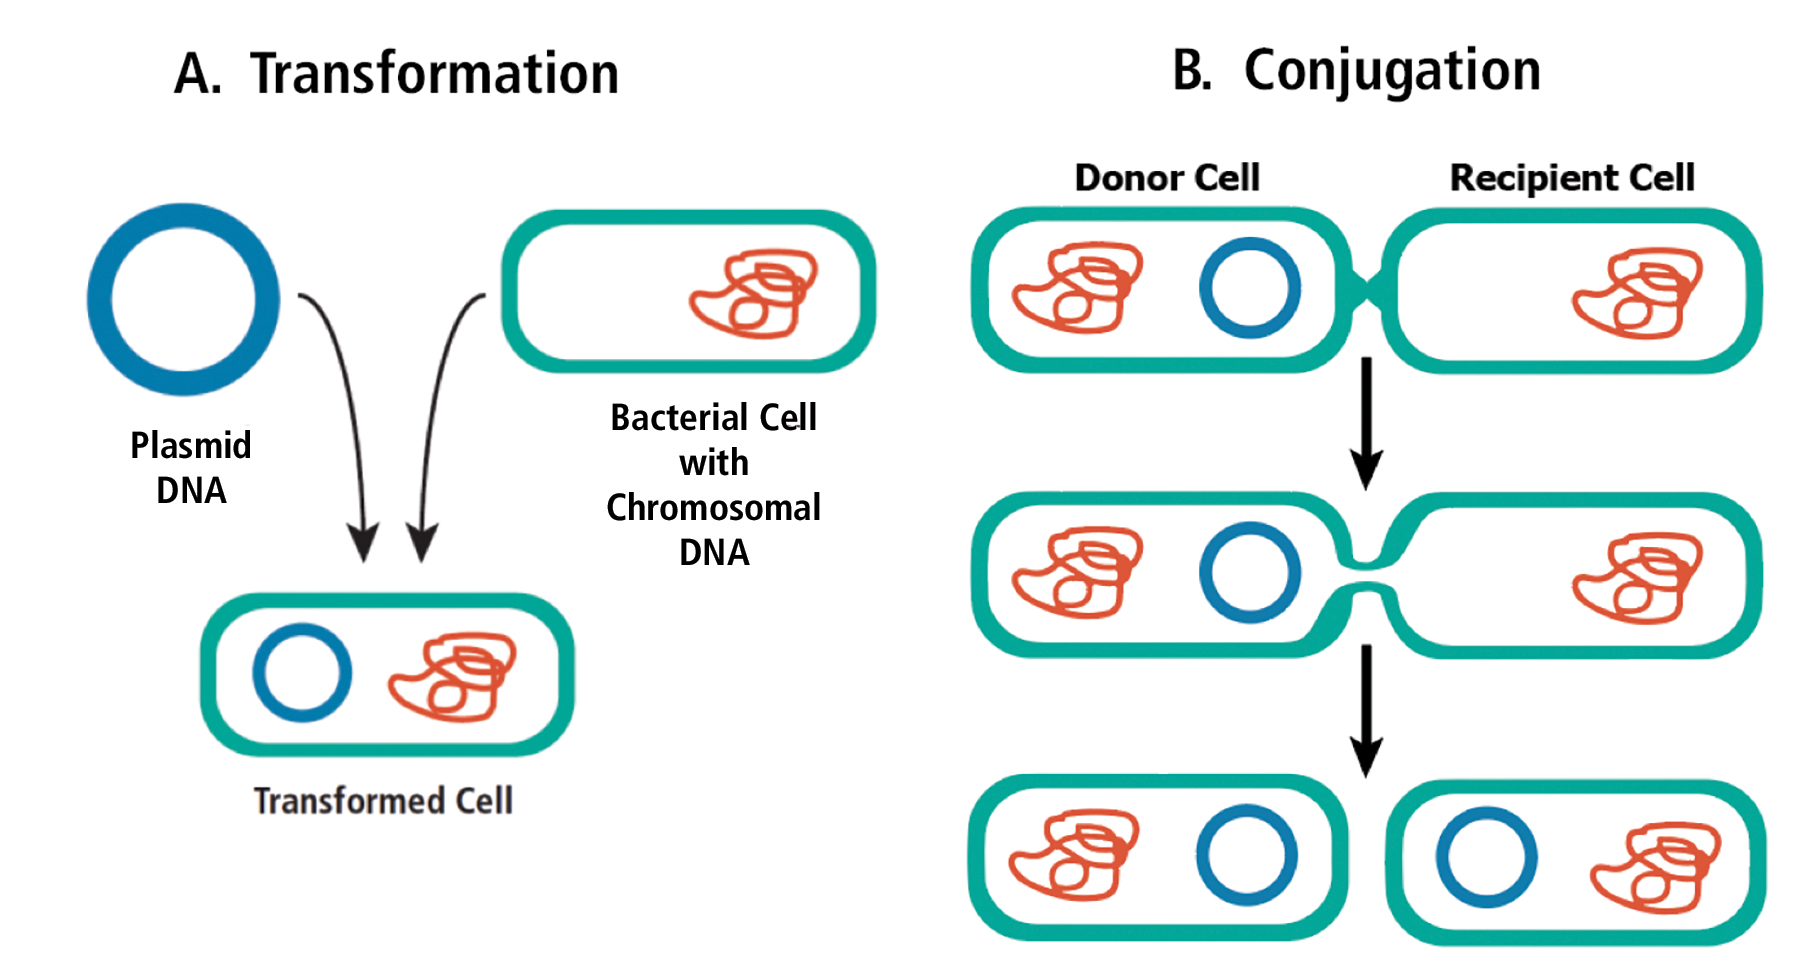 A. Transformation
Plasmid
DNA
Bacterial Cell
with
Chromosomal
DNA
Transformed Cell
B. Conjugation
Donor Cell
Recipient Cell